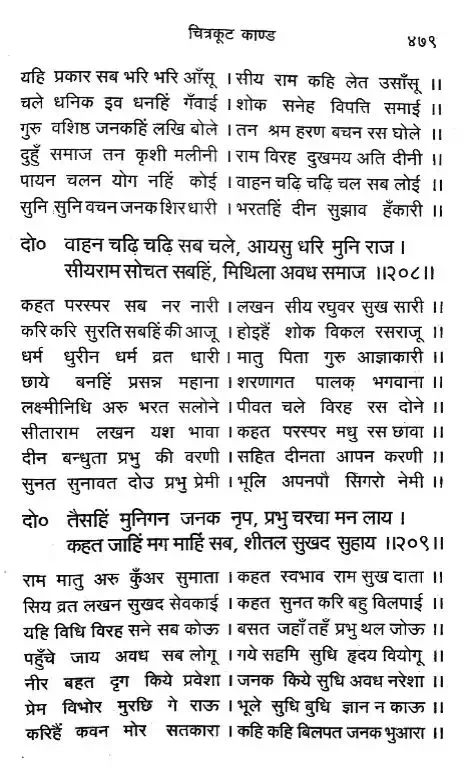 चित्रकूट काण्ड
४७९
यहि प्रकार सब भरि भरि आँसू । सीय राम कहि लेत उसाँसू ।।
चले धनिक इव धनहिं गँवाई । शोक सनेह विपत्ति समाई ।।
गुरु वशिष्ठ जनकहिं लखि बोले । तन श्रम हरण बचन रस घोले ।।
दुहुँ समाज तन कृशी मलीनी । राम विरह दुखमय अति दीनी ।।
पायन चलन योग नहिं कोई । वाहन चढ़ि चढ़ि चल सब लोई ।।
सुनि सुनि वचन जनक शिर धारी । भरतहिं दीन सुझाव हँकारी ।।
दो० वाहन चढ़ि चढ़ि सब चले, आयसु धरि मुनि राज ।
सीयराम सोचत सबहिं, मिथिला अवध समाज ।।२०८।।
कहत परस्पर सब नर नारी । लखन सीय रघुवर सुख सारी ।।
करि करि सुरति सबहिं की आजू । होइहैं शोक विकल रसराजू ।।
धर्म धुरीन धर्म व्रत धारी । मातु पिता गुरु आज्ञाकारी ।।
छाये बनहिं प्रसन्न महाना । शरणागत पालक भगवाना ।।
लक्ष्मीनिधि अरु भरत सलोने । पीवत चले विरह रस दोने ।।
सीताराम लखन यश भावा । कहत परस्पर मधु रस छावा ।।
दीन बन्धुता प्रभु की वरणी । सहित दीनता आपन करणी ।।
सुनत सुनावत दोउ प्रभु प्रेमी । भूलि अपनपौ सिंगरो नेमी ।।
दो० तैसहिं मुनिगन जनक नृप, प्रभु चरचा मन लाय ।
कहत जाहिं मग माहिं सब, शीतल सुखद सुहाय ।।२०९।।
राम मातु अरु कुँअर सुमाता । कहत स्वभाव राम सुख दाता ।।
सिय व्रत लखन सुखद सेवकाई । कहत सुनत करि बहु विलपाई ।।
यहि विधि विरह सने सब कोऊ । बसत जहाँ तहँ प्रभु थल जोऊ ।।
पहुँचे जाय अवध सब लोगू । गये सहमि सुधि हृदय वियोगू ।।
नीर बहत दृग किये प्रवेशा । जनक किये सुधि अवध नरेशा ।।
प्रेम विभोर मुरछि गे राऊ । भूले सुधि बुधि ज्ञान न काऊ ।।
करिहैं कवन मोर सतकारा । कहि कहि बिलपत जनक भुआरा ।।